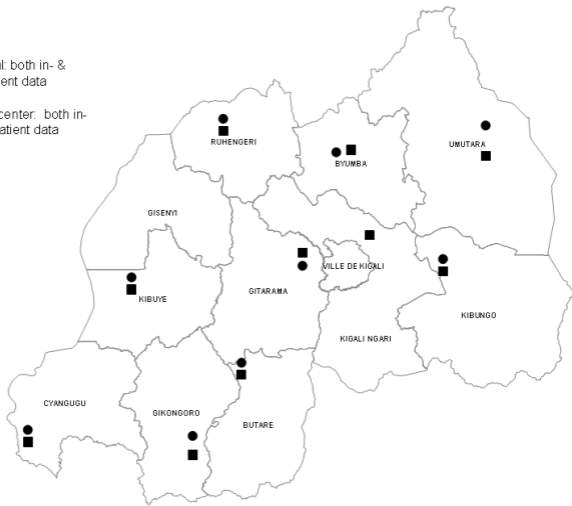 l: both in- &
ent data
center: both in-
atient data
RUHENGERI
BYUMBA
UMUTARA
GISENYI
VILLE DE KIGALI
GITARAMA
KIBUYE
KIBUNGO
KIGALI NGARI
CYANGUGU
GIKONGORO
BUTARE